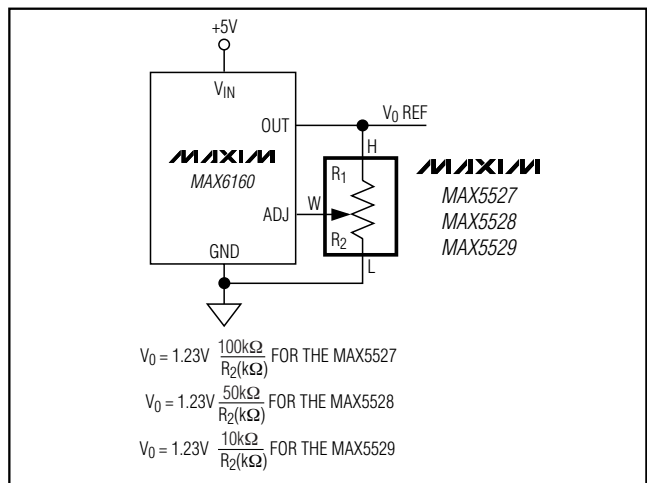 +5V
V_IN
OUT
V₀ REF
H
MAXIM
MAX6160
R₁
MAXIM
MAX5527
MAX5528
MAX5529
ADJ
W
R₂
GND
L
V₀ = 1.23V 100kΩ / R₂(kΩ) FOR THE MAX5527
V₀ = 1.23V 50kΩ / R₂(kΩ) FOR THE MAX5528
V₀ = 1.23V 10kΩ / R₂(kΩ) FOR THE MAX5529